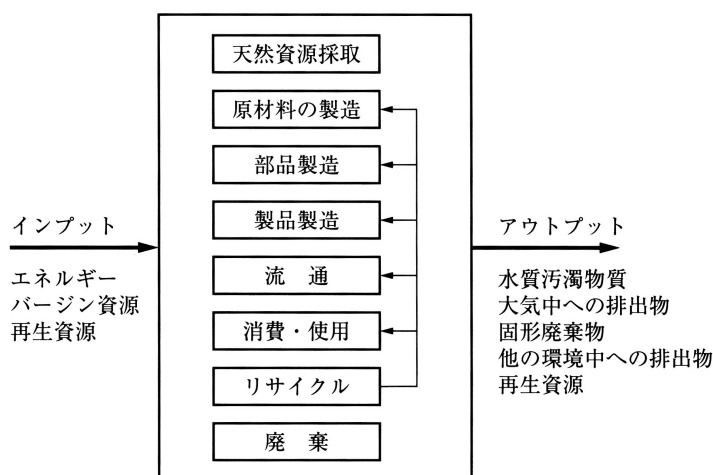 天然資源採取
原材料の製造
部品製造
製品製造
流 通
消費・使用
リサイクル
廃 棄
インプット
エネルギー
バージン資源
再生資源
アウトプット
水質汚濁物質
大気中への排出物
固形廃棄物
他の環境中への排出物
再生資源